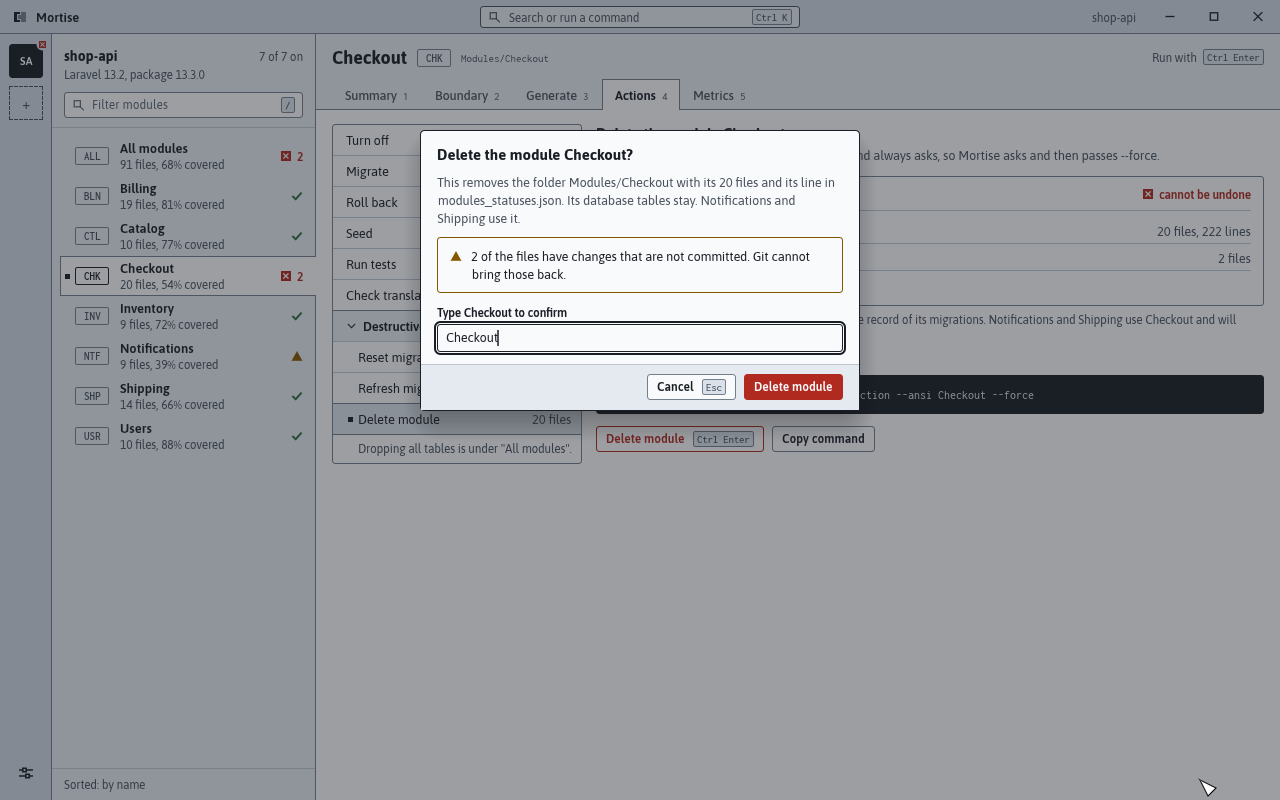 Mortise
Search or run a command
Ctrl K
shop-api
SA
+
shop-api
7 of 7 on
Laravel 13.2, package 13.3.0
Filter modules
/
ALL
All modules
91 files, 68% covered
2
BLN
Billing
19 files, 81% covered
CTL
Catalog
10 files, 77% covered
CHK
Checkout
20 files, 54% covered
2
INV
Inventory
9 files, 72% covered
NTF
Notifications
9 files, 39% covered
SHP
Shipping
14 files, 66% covered
USR
Users
10 files, 88% covered
Sorted: by name
Checkout
CHK
Modules/Checkout
Run with
Ctrl Enter
Summary 1
Boundary 2
Generate 3
Actions 4
Metrics 5
Turn off
Migrate
Roll back
Seed
Run tests
Check transla
Destructiv
Reset migra
Refresh mig
Delete module
20 files
Dropping all tables is under "All modules".
nd always asks, so Mortise asks and then passes --force.
cannot be undone
20 files, 222 lines
2 files
e record of its migrations. Notifications and Shipping use Checkout and will
ction --ansi Checkout --force
Delete module
Ctrl Enter
Copy command
Delete the module Checkout?
This removes the folder Modules/Checkout with its 20 files and its line in
modules_statuses.json. Its database tables stay. Notifications and
Shipping use it.
2 of the files have changes that are not committed. Git cannot
bring those back.
Type Checkout to confirm
Checkout
Cancel
Esc
Delete module